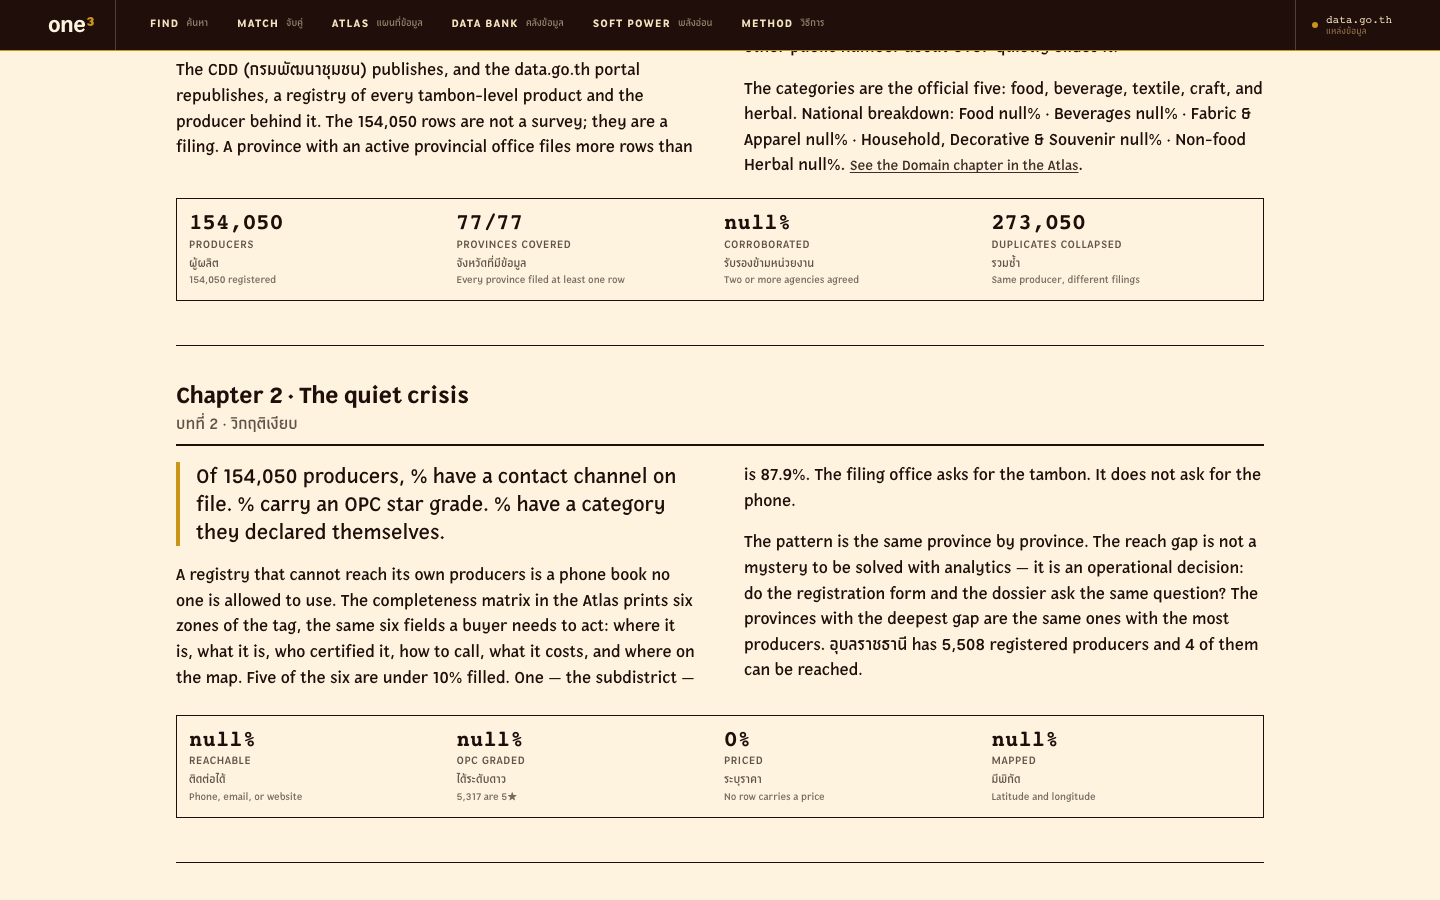 one³
FIND ค้นหา
MATCH จับคู่
ATLAS แผนที่ข้อมูล
DATA BANK คลังข้อมูล
SOFT POWER พลังอ่อน
METHOD วิธีการ
data.go.th
แหล่งข้อมูล
The CDD (กรมพัฒนาชุมชน) publishes, and the data.go.th portal
republishes, a registry of every tambon-level product and the
producer behind it. The 154,050 rows are not a survey; they are a
filing. A province with an active provincial office files more rows than
The categories are the official five: food, beverage, textile, craft, and
herbal. National breakdown: Food null% · Beverages null% · Fabric &
Apparel null% · Household, Decorative & Souvenir null% · Non-food
Herbal null%. See the Domain chapter in the Atlas.
154,050
PRODUCERS
ผู้ผลิต
154,050 registered
77/77
PROVINCES COVERED
จังหวัดที่มีข้อมูล
Every province filed at least one row
null%
CORROBORATED
รับรองข้ามหน่วยงาน
Two or more agencies agreed
273,050
DUPLICATES COLLAPSED
รวมซ้ำ
Same producer, different filings
Chapter 2 · The quiet crisis
บทที่ 2 · วิกฤติเงียบ
Of 154,050 producers, % have a contact channel on
file. % carry an OPC star grade. % have a category
they declared themselves.
A registry that cannot reach its own producers is a phone book no
one is allowed to use. The completeness matrix in the Atlas prints six
zones of the tag, the same six fields a buyer needs to act: where it
is, what it is, who certified it, how to call, what it costs, and where on
the map. Five of the six are under 10% filled. One — the subdistrict —
is 87.9%. The filing office asks for the tambon. It does not ask for the
phone.
The pattern is the same province by province. The reach gap is not a
mystery to be solved with analytics — it is an operational decision:
do the registration form and the dossier ask the same question? The
provinces with the deepest gap are the same ones with the most
producers. อุบลราชธานี has 5,508 registered producers and 4 of them
can be reached.
null%
REACHABLE
ติดต่อได้
Phone, email, or website
null%
OPC GRADED
ได้ระดับดาว
5,317 are 5★
0%
PRICED
ระบุราคา
No row carries a price
null%
MAPPED
มีพิกัด
Latitude and longitude